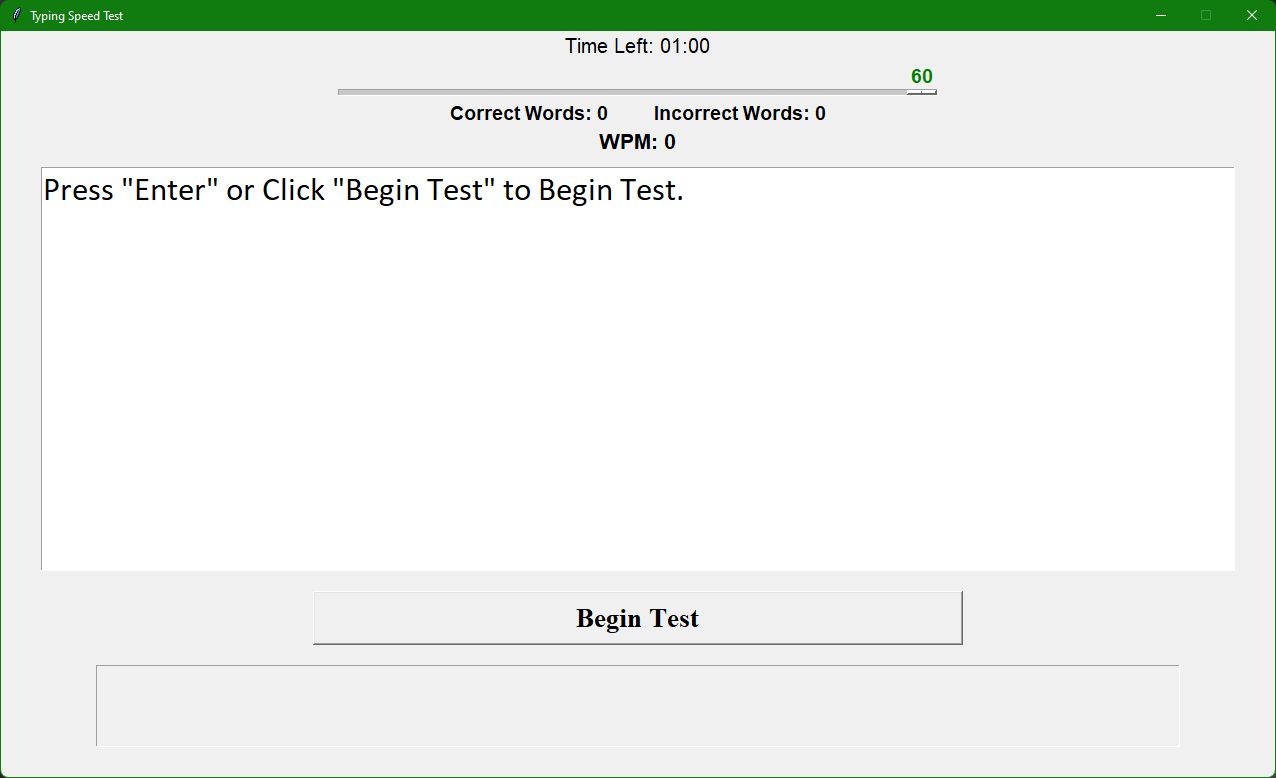 Typing Speed Test
Time Left: 01:00
60
Correct Words: 0 Incorrect Words: 0
WPM: 0
Press "Enter" or Click "Begin Test" to Begin Test.
Begin Test